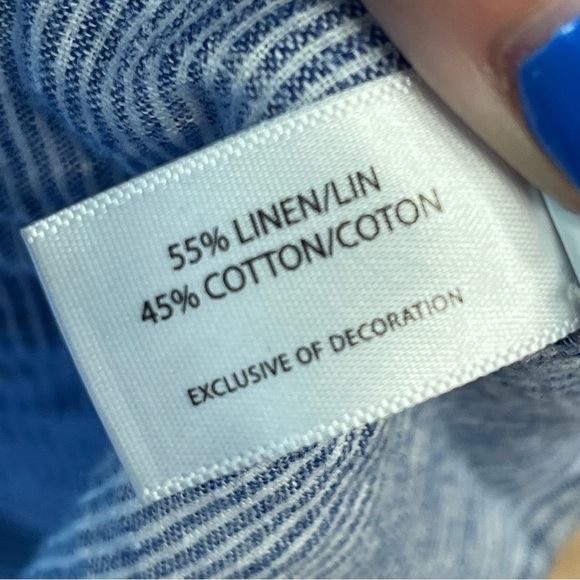 55% LINEN/LIN
45% COTTON/COTON
EXCLUSIVE OF DECORATION